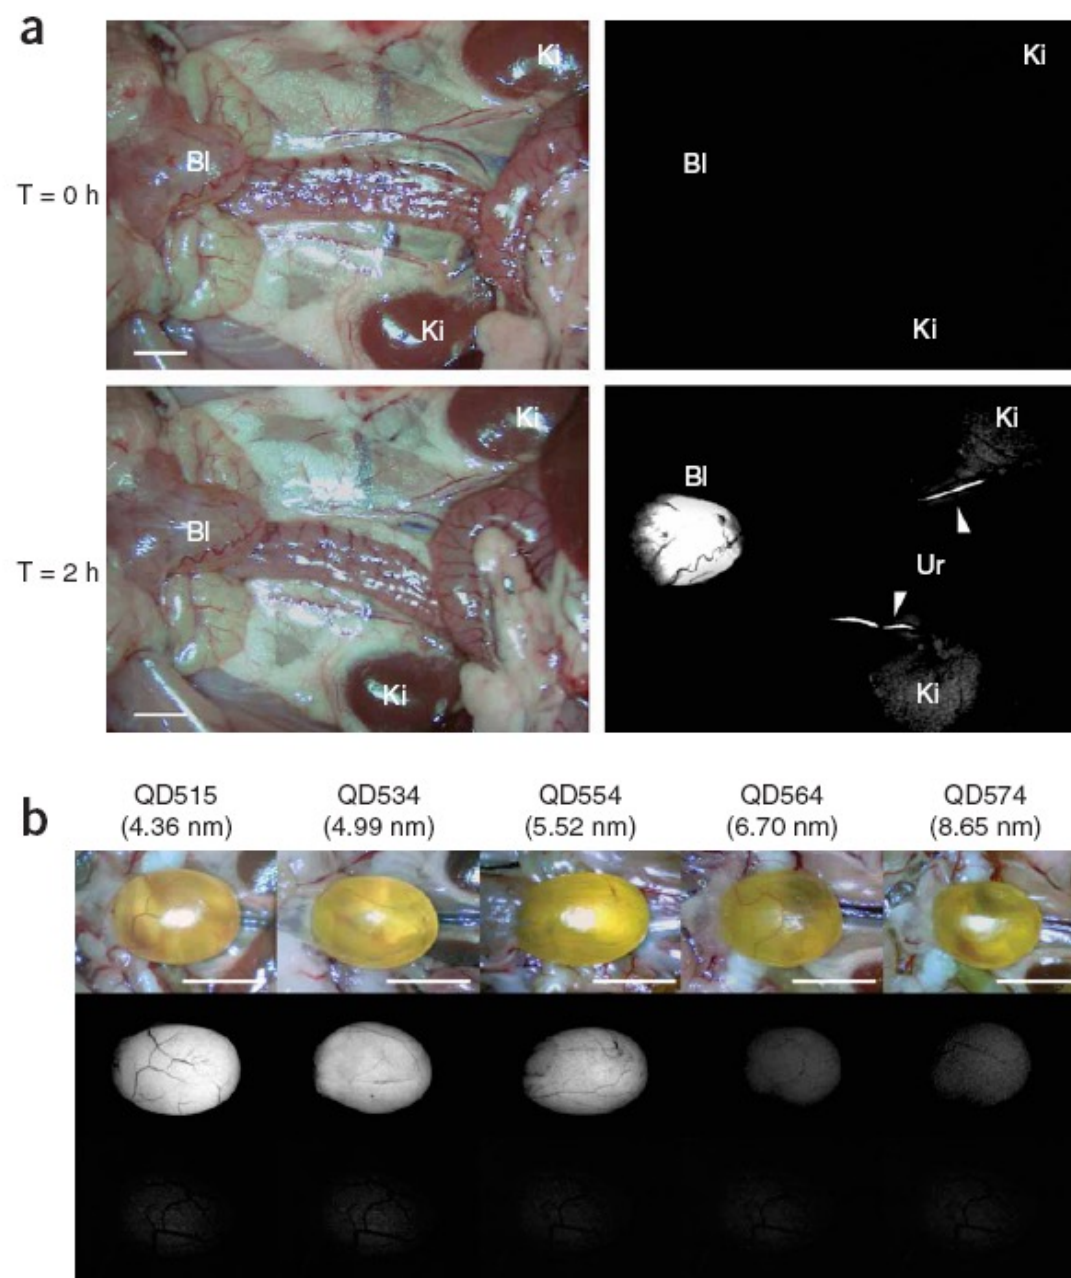 a
Ki
Ki
Bl
Bl
T = 0 h
Ki
Ki
Ki
Ki
Bl
Bl
T = 2 h
Ur
Ki
Ki
b
QD515 QD534 QD554 QD564 QD574
(4.36 nm) (4.99 nm) (5.52 nm) (6.70 nm) (8.65 nm)